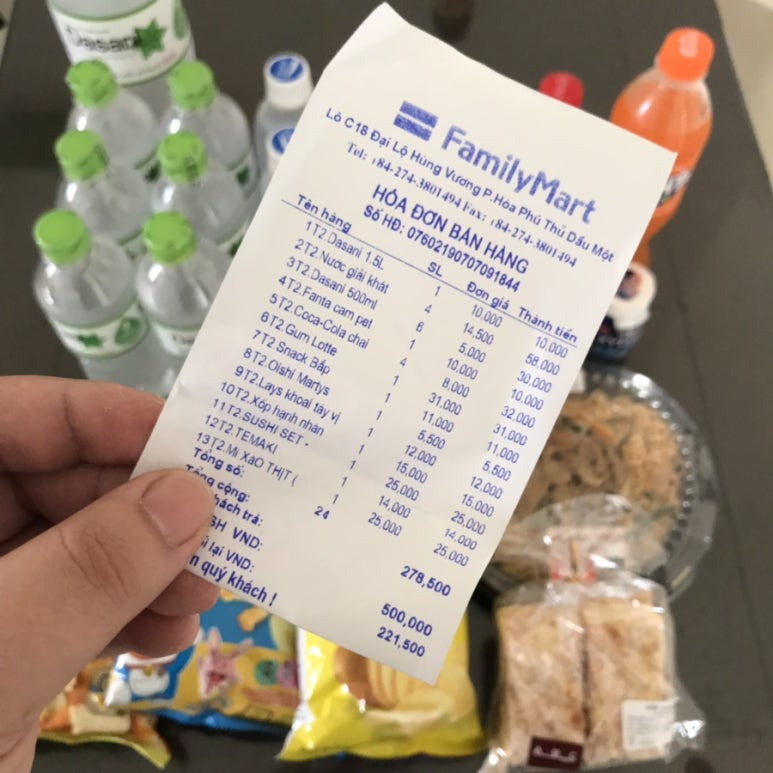 Dasani
FamilyMart
Lô C18 Đại Lộ Hùng Vương P.Hòa Phú Thủ Dầu Một
Tel: +84-274-3801494 Fax: +84-274-3801494
HÓA ĐƠN BÁN HÀNG
Số HĐ: 07602190707091844
Tên hàng SL Đơn giá Thành tiền
1T2.Dasani 1.5L 1 10,000 10,000
2T2.Nước giải khát 4 14,500 58,000
3T2.Dasani 500ml 6 5,000 30,000
4T2.Fanta cam pet 1 10,000 10,000
5T2.Coca-Cola chai 4 8,000 32,000
6T2.Gum Lotte 1 31,000 31,000
7T2 Snack Bắp 1 11,000 11,000
8T2.Oishi Martys 1 5,500 5,500
9T2.Lays khoai tây vị 1 12,000 12,000
10T2.Xốp hạnh nhân 1 15,000 15,000
11T2.SUSHI SET - 1 25,000 25,000
12T2.TEMAKI 1 14,000 14,000
13T2.Mì XàO THỊT ( 1 25,000 25,000
Tổng số: 24
Tổng cộng: 278,500
hách trả:
SH VND: 500,000
lại VND: 221,500
n quý khách !